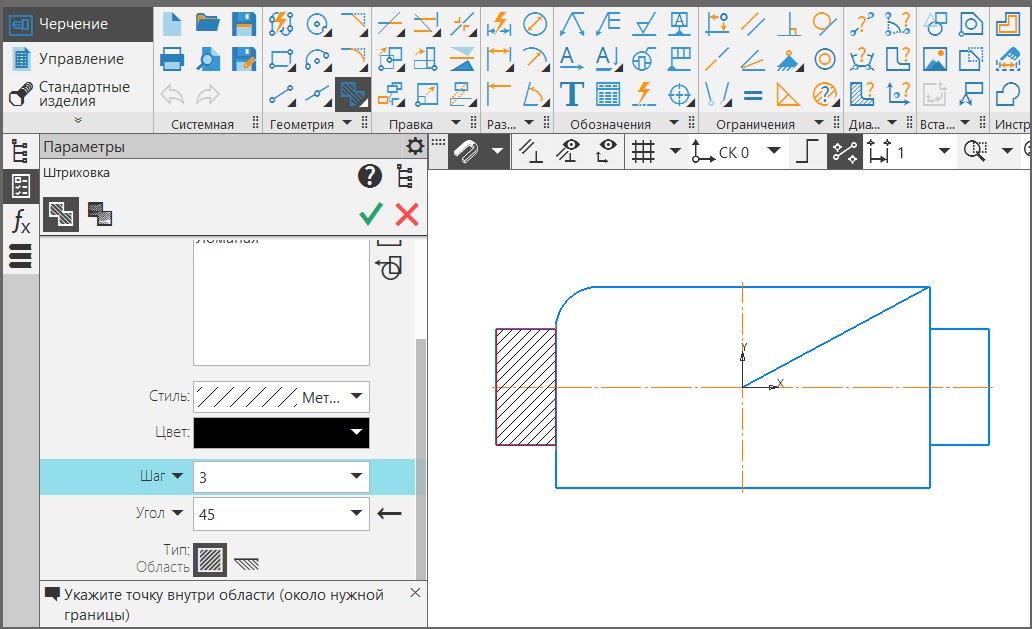 Черчение
Управление
Стандартные
изделия
Системная
Геометрия
Правка
Раз...
Обозначения
Ограничения
Диа...
Вста...
Инстр
Параметры
СК 0
1
Штриховка
Стиль:
Мет...
Цвет:
Шаг
3
Угол
45
Тип:
Область
Укажите точку внутри области (около нужной
границы)
Y
X